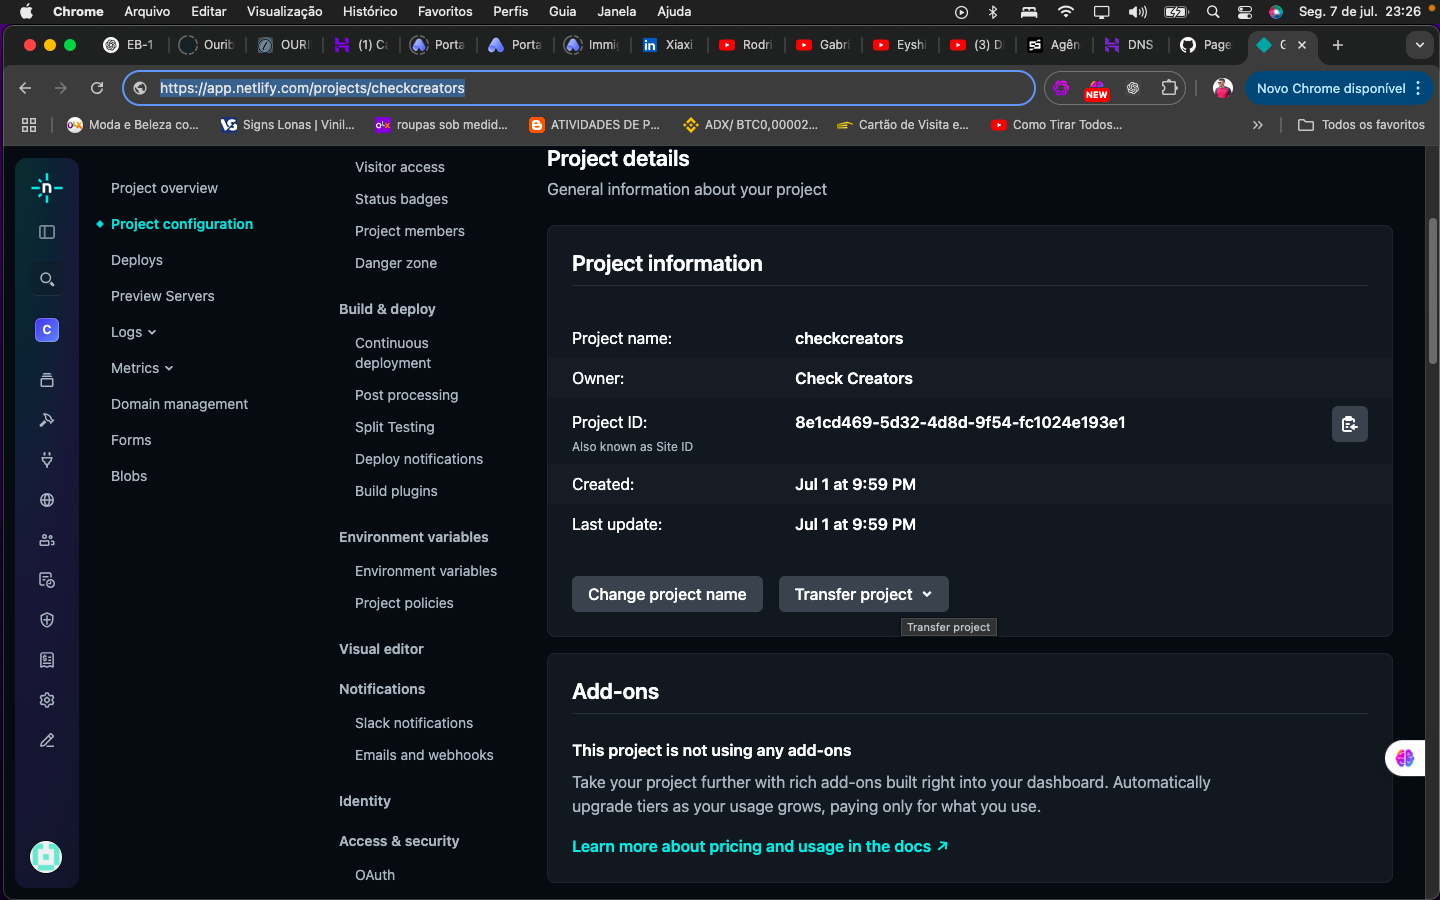 Chrome Arquivo Editar Visualização Histórico Favoritos Perfis Guia Janela Ajuda Seg. 7 de jul. 23:26
EB-1 Ourib OURI (1) Ca Porta Porta Immig Xiaxi Rodri Gabri Eyshi (3) D Agên DNS Page
https://app.netlify.com/projects/checkcreators NEW Novo Chrome disponível
Moda e Beleza co... VS Signs Lonas | Vinil... olx roupas sob medid... ATIVIDADES DE P... ADX/ BTC0,00002... Cartão de Visita e... Como Tirar Todos... » Todos os favoritos
n
C
Project overview
Project configuration
Deploys
Preview Servers
Logs
Metrics
Domain management
Forms
Blobs
Visitor access
Status badges
Project members
Danger zone
Build & deploy
Continuous
deployment
Post processing
Split Testing
Deploy notifications
Build plugins
Environment variables
Environment variables
Project policies
Visual editor
Notifications
Slack notifications
Emails and webhooks
Identity
Access & security
OAuth
Project details
General information about your project
Project information
Project name: checkcreators
Owner: Check Creators
Project ID: 8e1cd469-5d32-4d8d-9f54-fc1024e193e1
Also known as Site ID
Created: Jul 1 at 9:59 PM
Last update: Jul 1 at 9:59 PM
Change project name Transfer project
Transfer project
Add-ons
This project is not using any add-ons
Take your project further with rich add-ons built right into your dashboard. Automatically
upgrade tiers as your usage grows, paying only for what you use.
Learn more about pricing and usage in the docs ↗